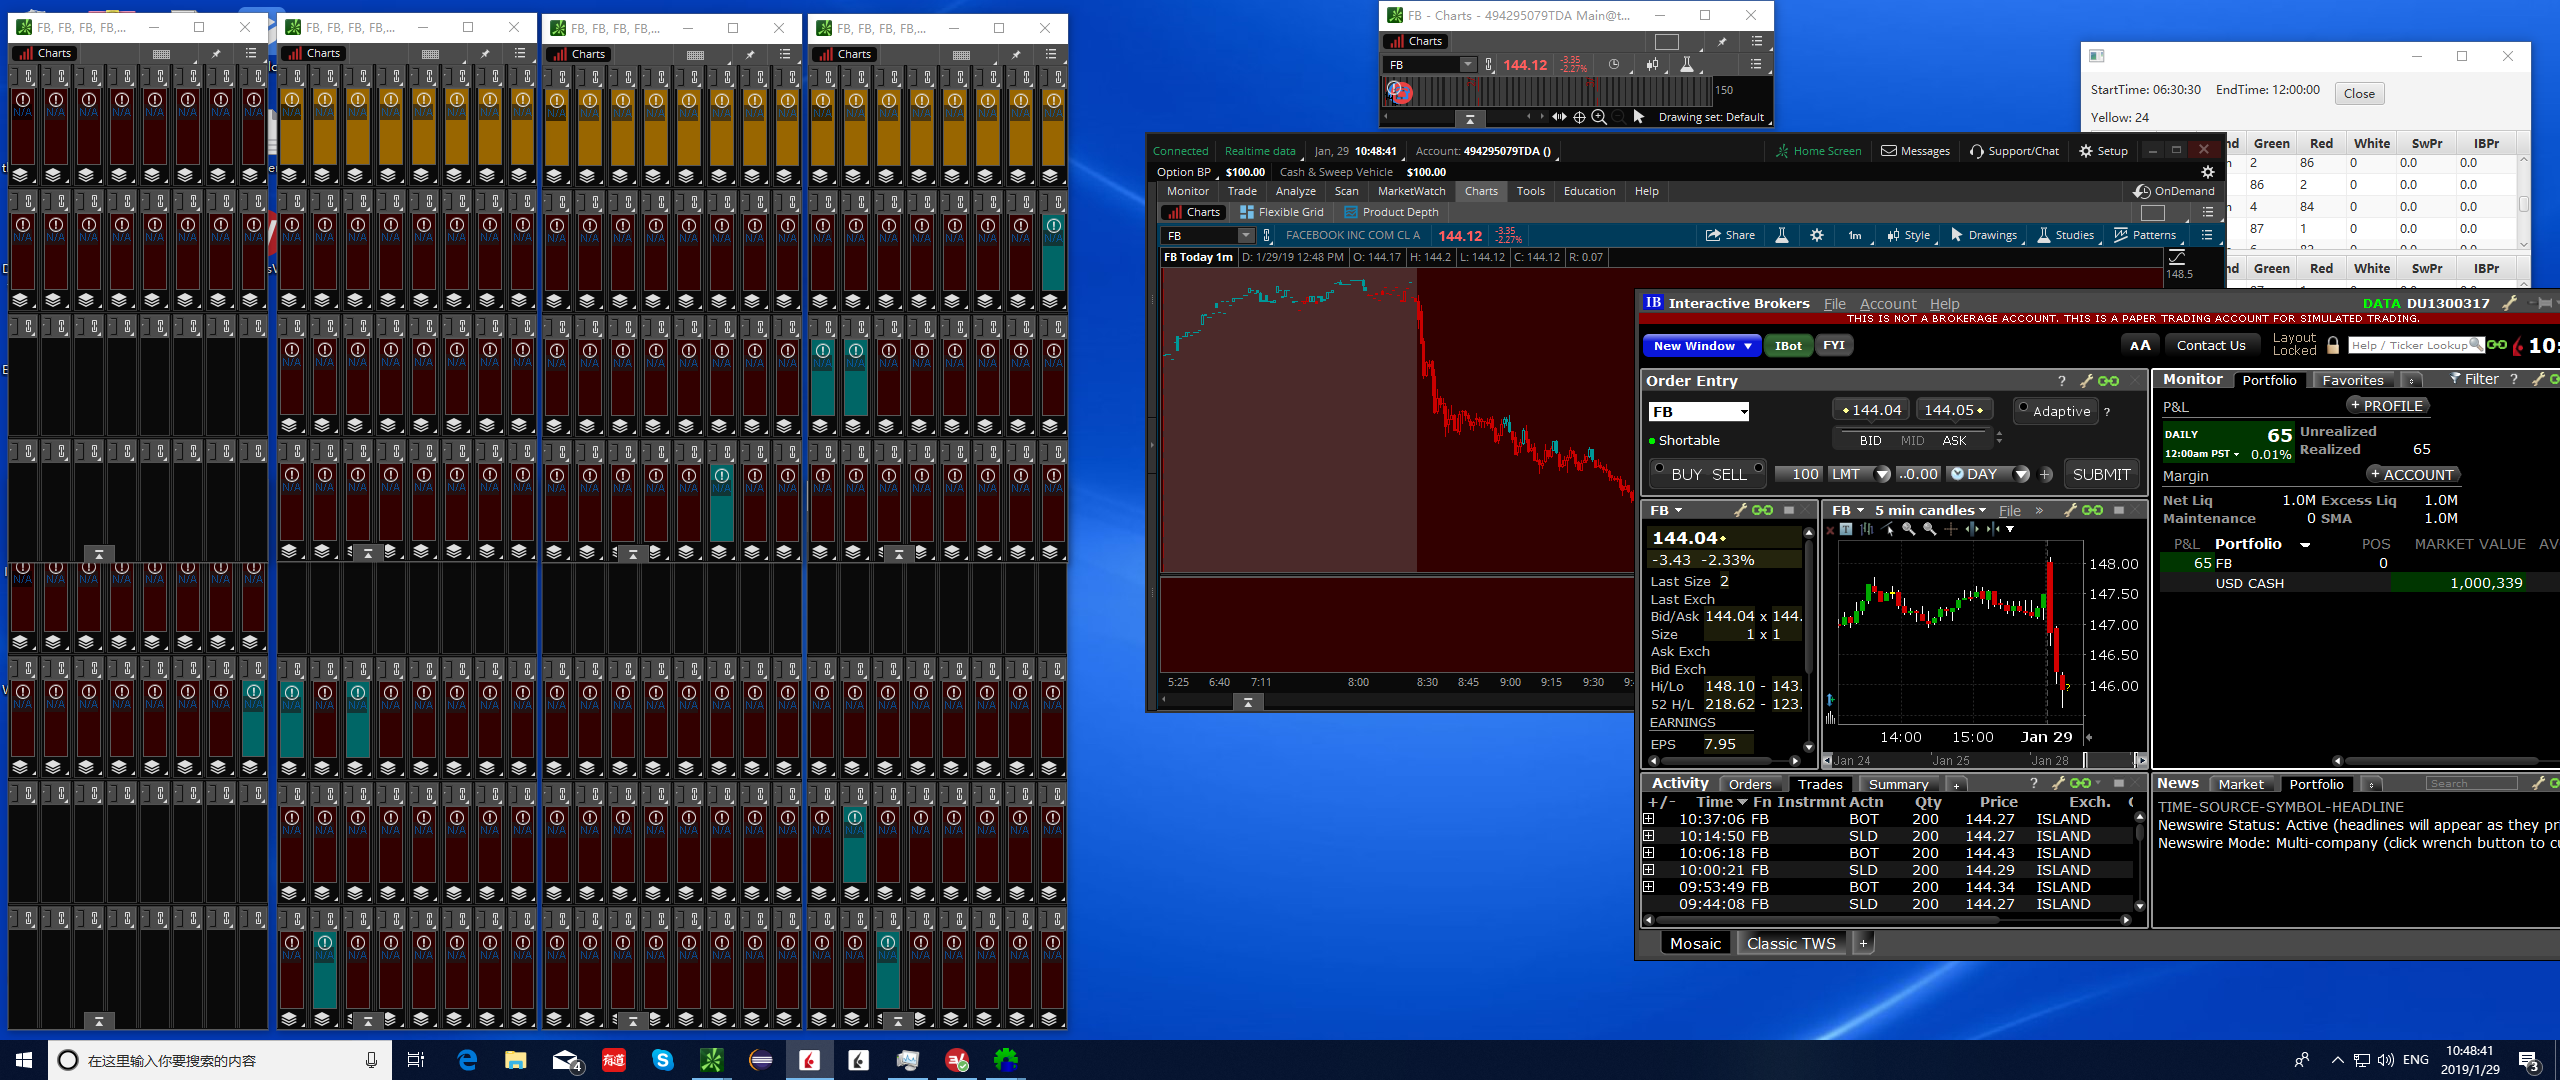 FB, FB, FB, FB,...
Charts
FB, FB, FB, FB,...
Charts
FB, FB, FB, FB,...
Charts
FB, FB, FB, FB,...
Charts
N/A
FB - Charts - 494295079TDA Main@t...
Charts
FB 144.12 -3.35 -2.27%
150
Drawing set: Default
StartTime: 06:30:30 EndTime: 12:00:00 Close
Yellow: 24
Green Red White SwPr IBPr
2 86 0 0.0 0.0
86 2 0 0.0 0.0
4 84 0 0.0 0.0
87 1 0 0.0 0.0
Green Red White SwPr IBPr
Connected Realtime data Jan, 29 10:48:41 Account: 494295079TDA () Home Screen Messages Support/Chat Setup
Option BP $100.00 Cash & Sweep Vehicle $100.00
Monitor Trade Analyze Scan MarketWatch Charts Tools Education Help OnDemand
Charts Flexible Grid Product Depth
FB FACEBOOK INC COM CL A 144.12 -3.35 -2.27% Share 1m Style Drawings Studies Patterns
FB Today 1m D: 1/29/19 12:48 PM O: 144.17 H: 144.2 L: 144.12 C: 144.12 R: 0.07
148.5
5:25 6:40 7:11 8:00 8:30 8:45 9:00 9:15 9:30
IB Interactive Brokers File Account Help DATA DU1300317
THIS IS NOT A BROKERAGE ACCOUNT. THIS IS A PAPER TRADING ACCOUNT FOR SIMULATED TRADING.
New Window IBot FYI AA Contact Us Layout Locked Help / Ticker Lookup 10:
Order Entry ?
FB 144.04 144.05 Adaptive ?
Shortable BID MID ASK
BUY SELL 100 LMT ..0.00 DAY + SUBMIT
FB
144.04
-3.43 -2.33%
Last Size 2
Last Exch
Bid/Ask 144.04 x 144.
Size 1 x 1
Ask Exch
Bid Exch
Hi/Lo 148.10 - 143.
52 H/L 218.62 - 123.
EARNINGS
EPS 7.95
FB 5 min candles File »
148.00
147.50
147.00
146.50
146.00
14:00 15:00 Jan 29
Jan 24 Jan 25 Jan 28
Monitor Portfolio Favorites Filter ?
P&L + PROFILE
DAILY 65 Unrealized
12:00am PST 0.01% Realized 65
Margin + ACCOUNT
Net Liq 1.0M Excess Liq 1.0M
Maintenance 0 SMA 1.0M
P&L Portfolio POS MARKET VALUE AV
65 FB 0
USD CASH 1,000,339
Activity Orders Trades Summary + ?
+/- Time Fn Instrmnt Actn Qty Price Exch.
10:37:06 FB BOT 200 144.27 ISLAND
10:14:50 FB SLD 200 144.27 ISLAND
10:06:18 FB BOT 200 144.43 ISLAND
10:00:21 FB SLD 200 144.29 ISLAND
09:53:49 FB BOT 200 144.34 ISLAND
09:44:08 FB SLD 200 144.27 ISLAND
News Market Portfolio Search
TIME-SOURCE-SYMBOL-HEADLINE
Newswire Status: Active (headlines will appear as they pr
Newswire Mode: Multi-company (click wrench button to cu
Mosaic Classic TWS +
在这里输入你要搜索的内容
4
有道
ENG
10:48:41
2019/1/29
3